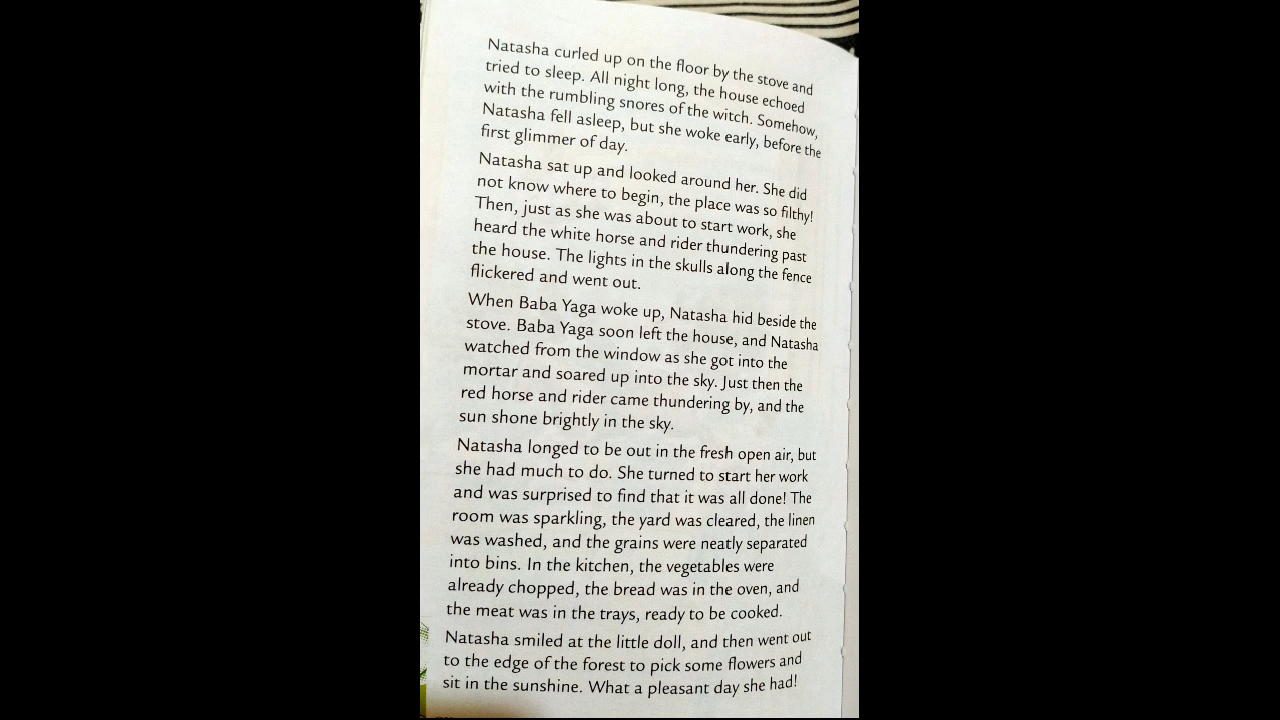 Natasha curled up on the floor by the stove and
tried to sleep. All night long, the house echoed
with the rumbling snores of the witch. Somehow,
Natasha fell asleep, but she woke early, before the
first glimmer of day.
Natasha sat up and looked around her. She did
not know where to begin, the place was so filthy!
Then, just as she was about to start work, she
heard the white horse and rider thundering past
the house. The lights in the skulls along the fence
flickered and went out.
When Baba Yaga woke up, Natasha hid beside the
stove. Baba Yaga soon left the house, and Natasha
watched from the window as she got into the
mortar and soared up into the sky. Just then the
red horse and rider came thundering by, and the
sun shone brightly in the sky.
Natasha longed to be out in the fresh open air, but
she had much to do. She turned to start her work
and was surprised to find that it was all done! The
room was sparkling, the yard was cleared, the linen
was washed, and the grains were neatly separated
into bins. In the kitchen, the vegetables were
already chopped, the bread was in the oven, and
the meat was in the trays, ready to be cooked.
Natasha smiled at the little doll, and then went out
to the edge of the forest to pick some flowers and
sit in the sunshine. What a pleasant day she had!